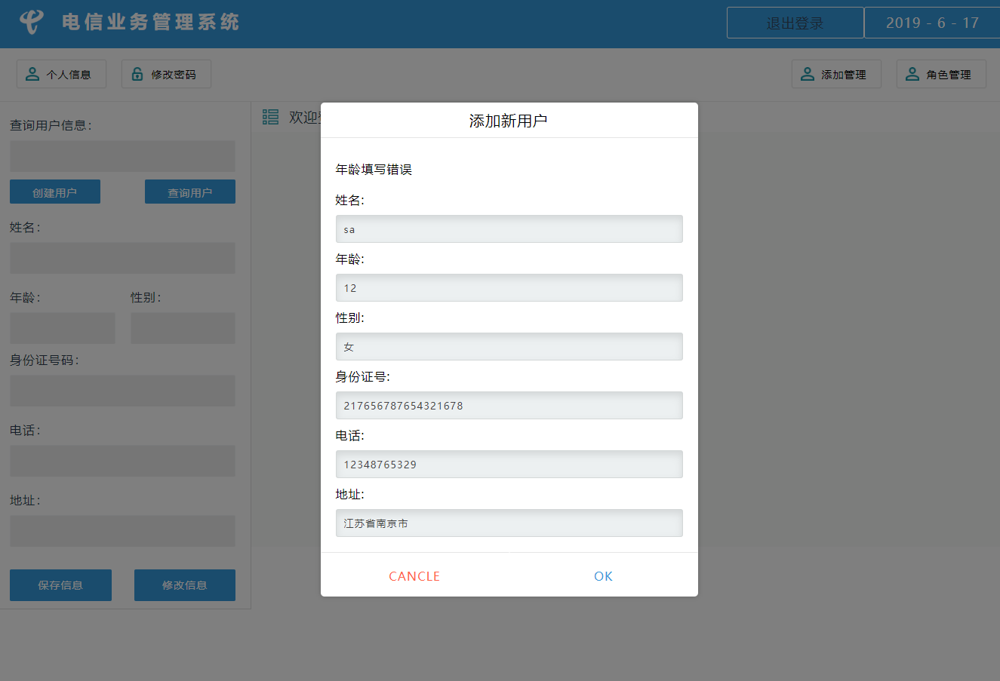 电信业务管理系统
退出登录
2019 - 6 - 17
个人信息
修改密码
添加管理
角色管理
查询用户信息:
创建用户
查询用户
姓名:
年龄:
性别:
身份证号码:
电话:
地址:
保存信息
修改信息
欢迎
添加新用户
年龄填写错误
姓名:
sa
年龄:
12
性别:
女
身份证号:
217656787654321678
电话:
12348765329
地址:
江苏省南京市
CANCLE
OK